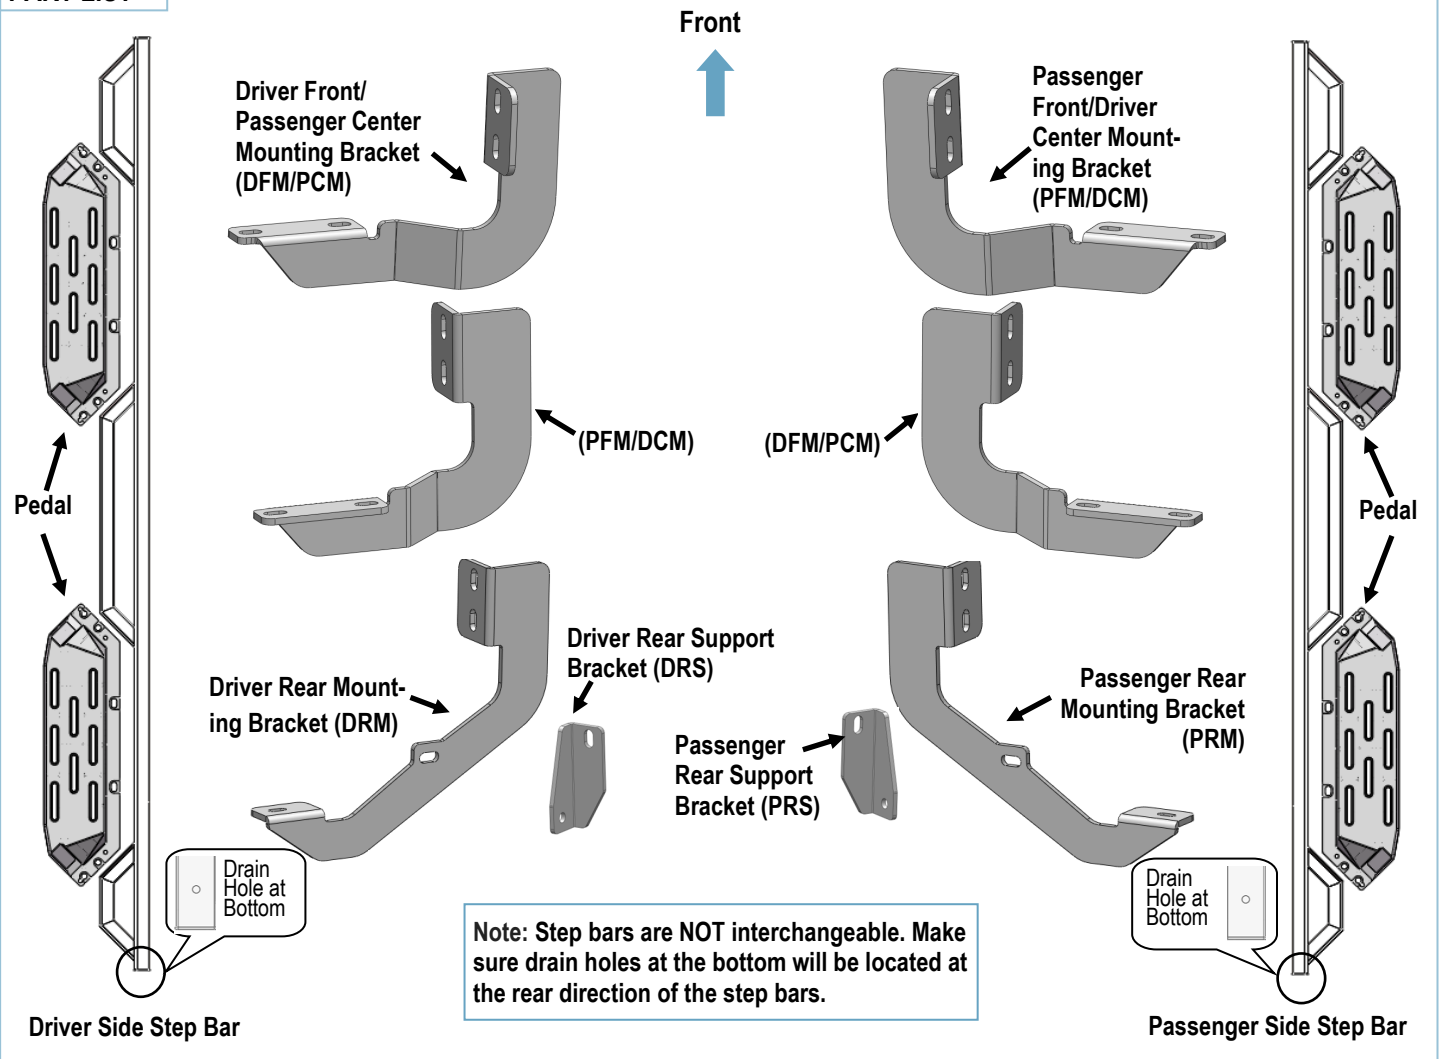 PART LIST
Front
Driver Front/
Passenger Center
Mounting Bracket
(DFM/PCM)
Passenger
Front/Driver
Center Mount-
ing Bracket
(PFM/DCM)
(PFM/DCM)
(DFM/PCM)
Pedal
Pedal
Driver Rear Support
Bracket (DRS)
Driver Rear Mount-
ing Bracket (DRM)
Passenger
Rear Support
Bracket (PRS)
Passenger Rear
Mounting Bracket
(PRM)
Drain
Hole at
Bottom
Drain
Hole at
Bottom
Note: Step bars are NOT interchangeable. Make
sure drain holes at the bottom will be located at
the rear direction of the step bars.
Driver Side Step Bar
Passenger Side Step Bar